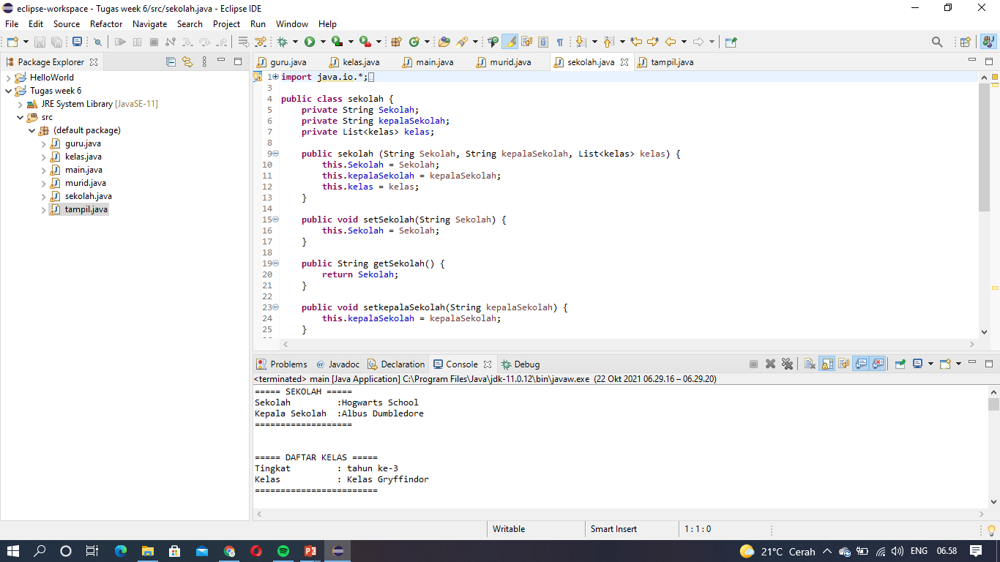 eclipse-workspace - Tugas week 6/src/sekolah.java - Eclipse IDE
File Edit Source Refactor Navigate Search Project Run Window Help
Package Explorer
HelloWorld
Tugas week 6
JRE System Library [JavaSE-11]
src
(default package)
guru.java
kelas.java
main.java
murid.java
sekolah.java
tampil.java
guru.java kelas.java main.java murid.java sekolah.java tampil.java
1 import java.io.*;
3
4 public class sekolah {
5 private String Sekolah;
6 private String kepalaSekolah;
7 private List<kelas> kelas;
8
9 public sekolah (String Sekolah, String kepalaSekolah, List<kelas> kelas) {
10 this.Sekolah = Sekolah;
11 this.kepalaSekolah = kepalaSekolah;
12 this.kelas = kelas;
13 }
14
15 public void setSekolah(String Sekolah) {
16 this.Sekolah = Sekolah;
17 }
18
19 public String getSekolah() {
20 return Sekolah;
21 }
22
23 public void setkepalaSekolah(String kepalaSekolah) {
24 this.kepalaSekolah = kepalaSekolah;
25 }
Problems Javadoc Declaration Console Debug
<terminated> main [Java Application] C:\Program Files\Java\jdk-11.0.12\bin\javaw.exe (22 Okt 2021 06.29.16 – 06.29.20)
===== SEKOLAH =====
Sekolah :Hogwarts School
Kepala Sekolah :Albus Dumbledore
===================
===== DAFTAR KELAS =====
Tingkat : tahun ke-3
Kelas : Kelas Gryffindor
========================
Writable Smart Insert 1 : 1 : 0
21°C Cerah ENG 06.58